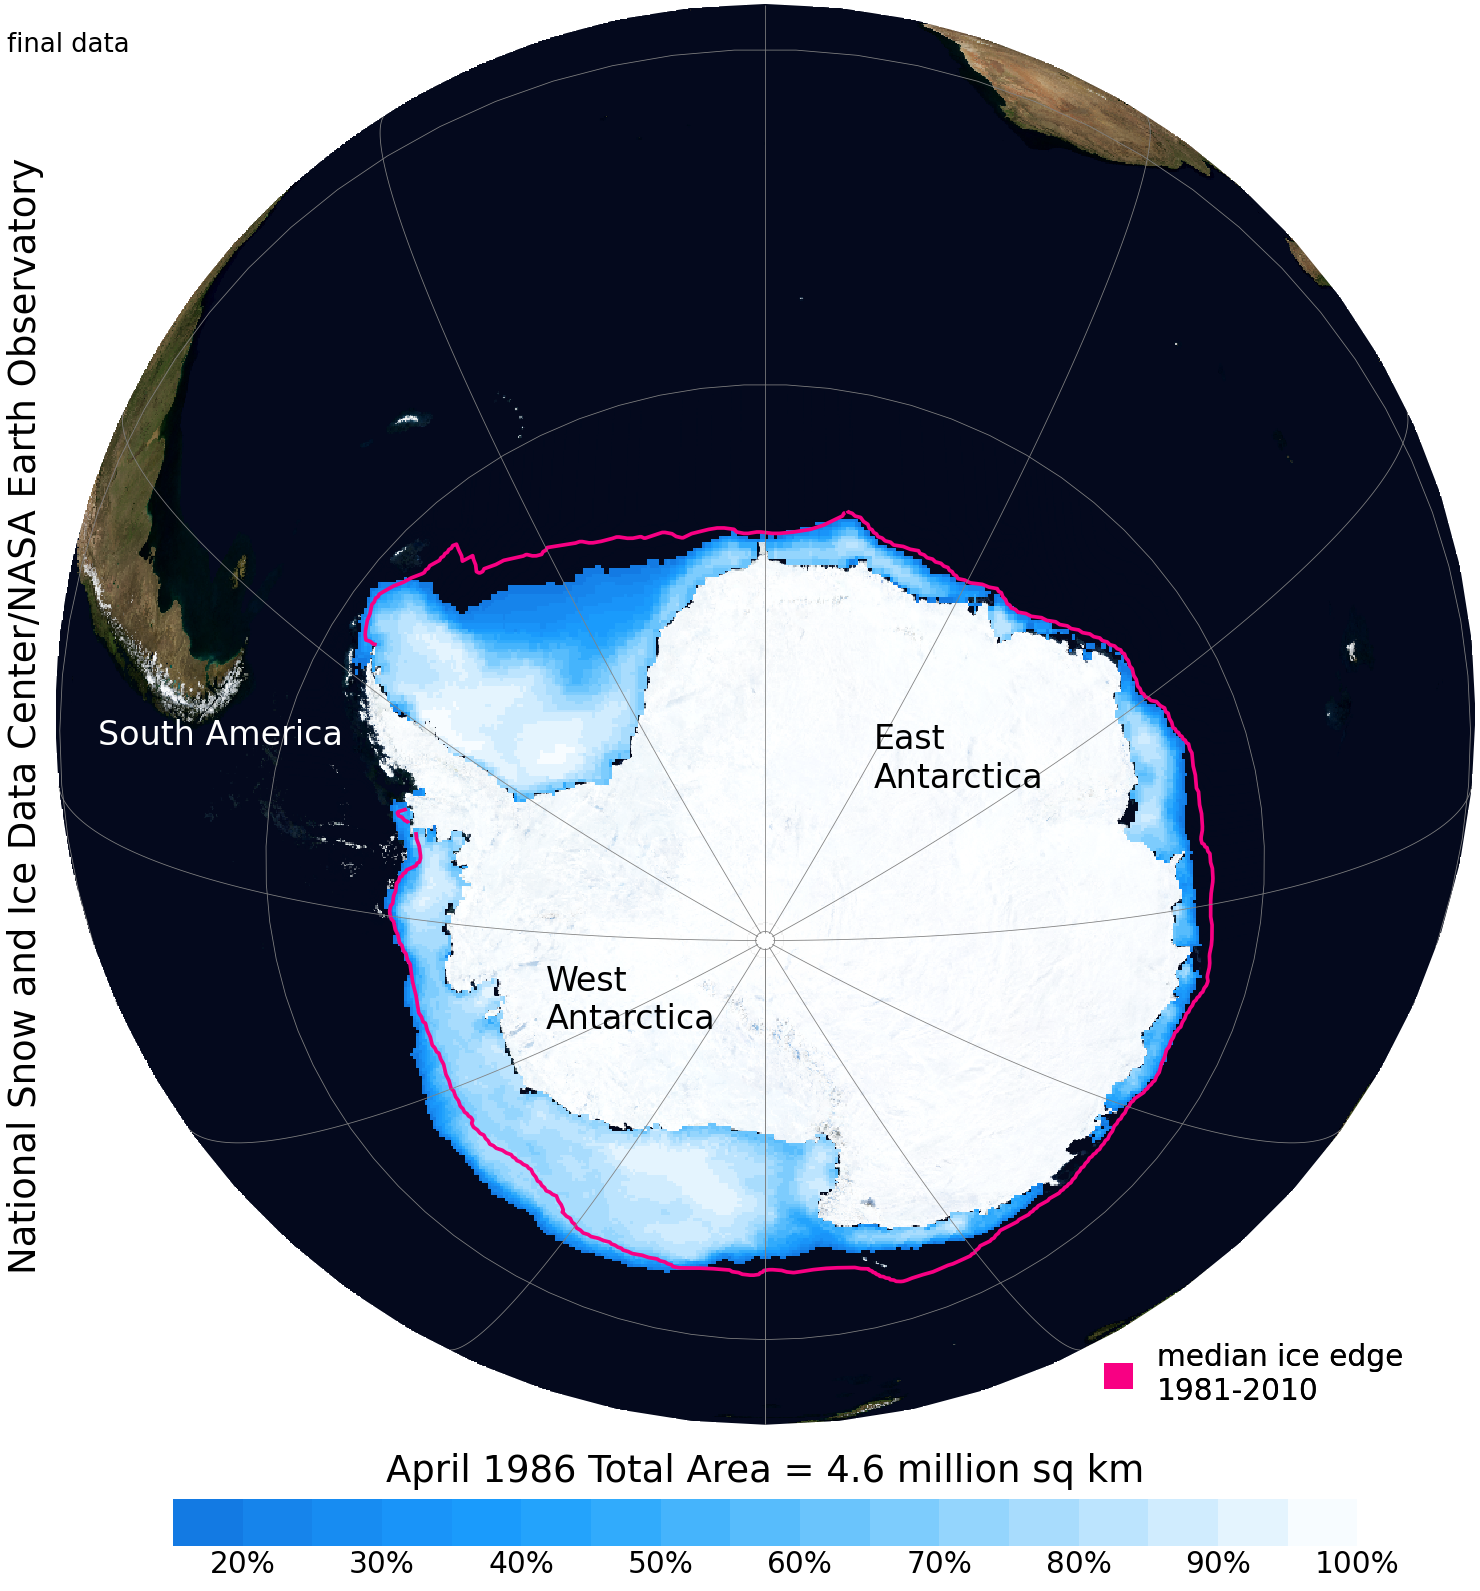 final data
National Snow and Ice Data Center/NASA Earth Observatory
South America
East
Antarctica
West
Antarctica
median ice edge
1981-2010
April 1986 Total Area = 4.6 million sq km
20% 30% 40% 50% 60% 70% 80% 90% 100%